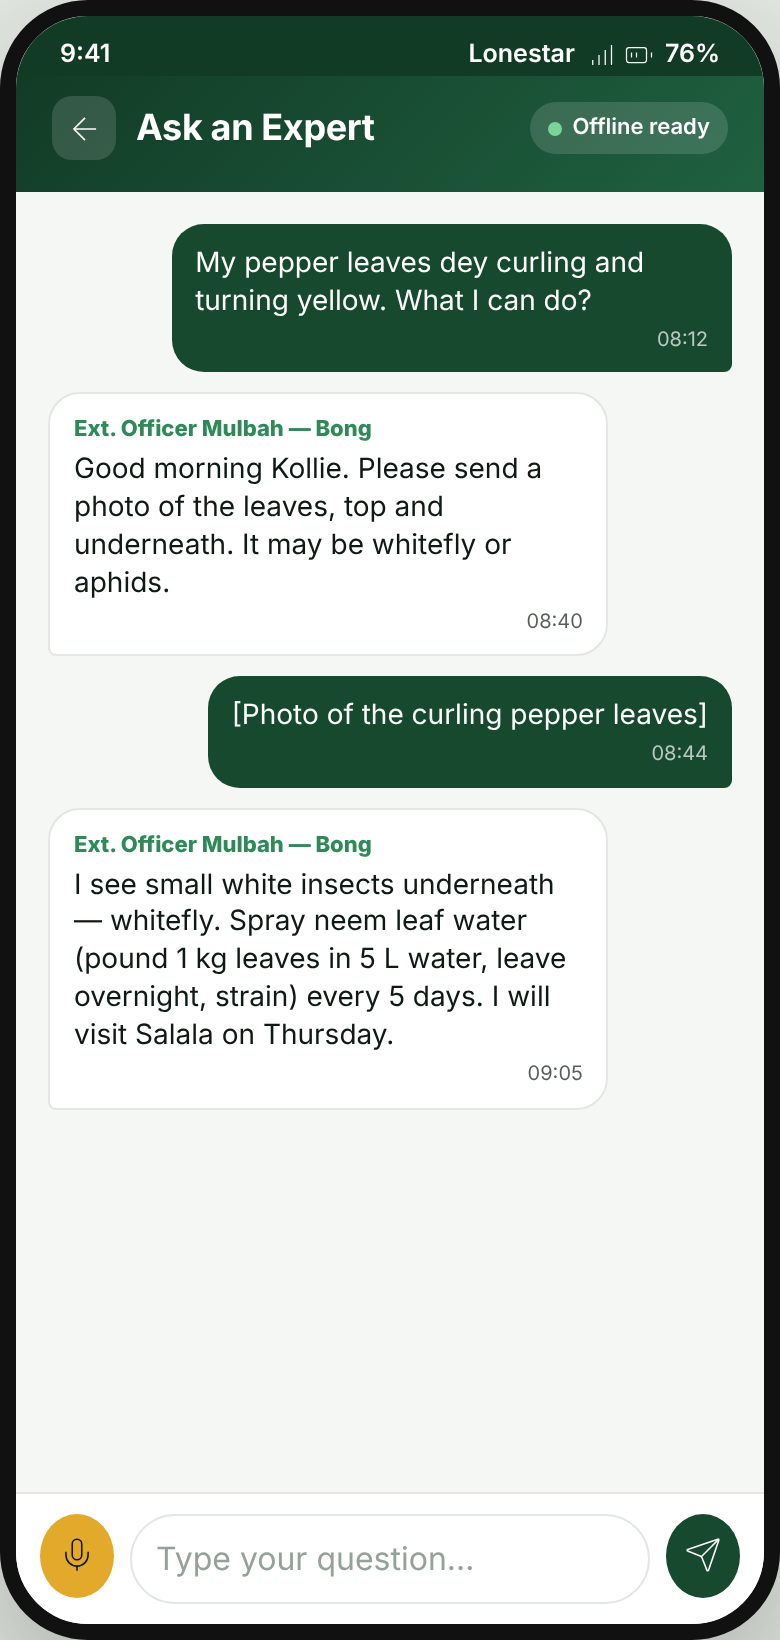 9:41
Lonestar 76%
Ask an Expert
Offline ready
My pepper leaves dey curling and
turning yellow. What I can do?
08:12
Ext. Officer Mulbah — Bong
Good morning Kollie. Please send a
photo of the leaves, top and
underneath. It may be whitefly or
aphids.
08:40
[Photo of the curling pepper leaves]
08:44
Ext. Officer Mulbah — Bong
I see small white insects underneath
— whitefly. Spray neem leaf water
(pound 1 kg leaves in 5 L water, leave
overnight, strain) every 5 days. I will
visit Salala on Thursday.
09:05
Type your question...